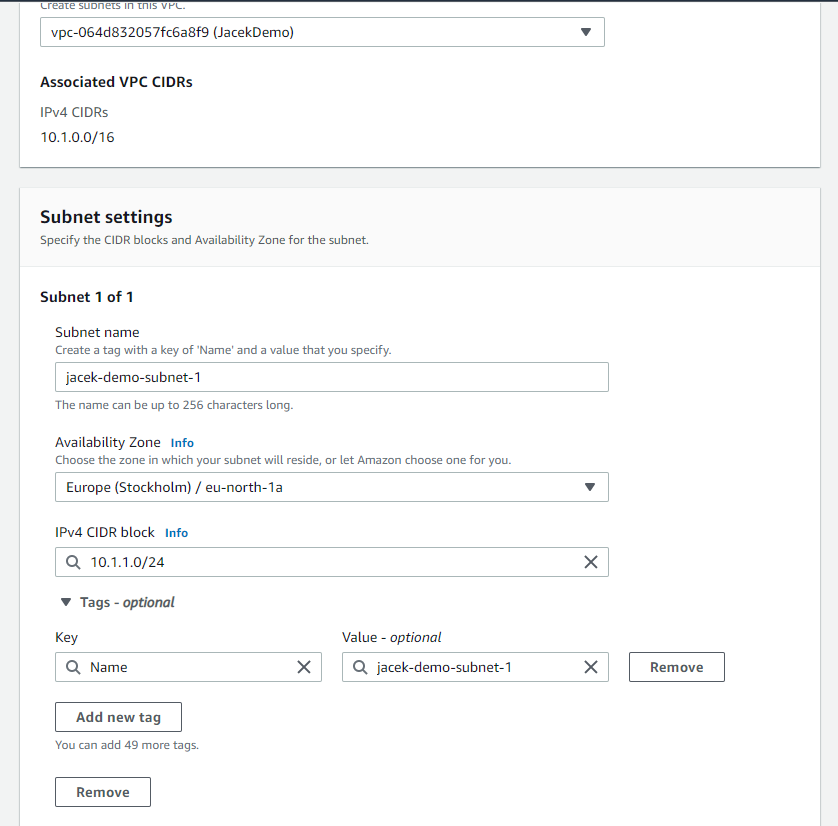 Create subnets in this VPC.
vpc-064d832057fc6a8f9 (JacekDemo)
Associated VPC CIDRs
IPv4 CIDRs
10.1.0.0/16
Subnet settings
Specify the CIDR blocks and Availability Zone for the subnet.
Subnet 1 of 1
Subnet name
Create a tag with a key of 'Name' and a value that you specify.
jacek-demo-subnet-1
The name can be up to 256 characters long.
Availability Zone Info
Choose the zone in which your subnet will reside, or let Amazon choose one for you.
Europe (Stockholm) / eu-north-1a
IPv4 CIDR block Info
10.1.1.0/24
Tags - optional
Key Value - optional
Name jacek-demo-subnet-1 Remove
Add new tag
You can add 49 more tags.
Remove